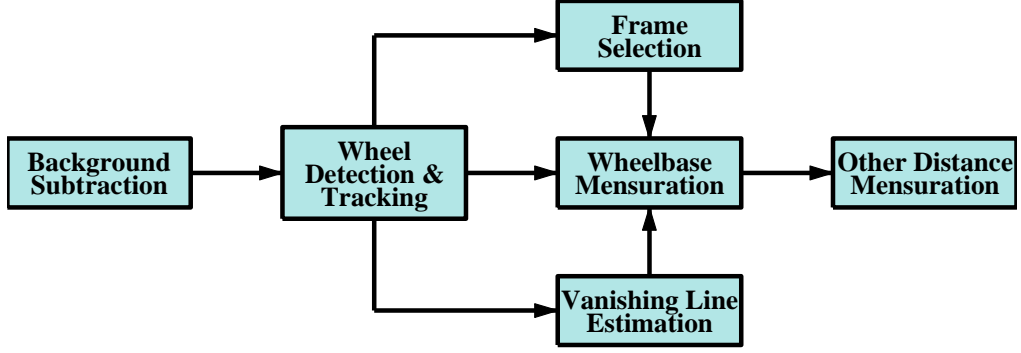 Frame
Selection
Background
Subtraction
Wheel
Detection &
Tracking
Wheelbase
Mensuration
Other Distance
Mensuration
Vanishing Line
Estimation